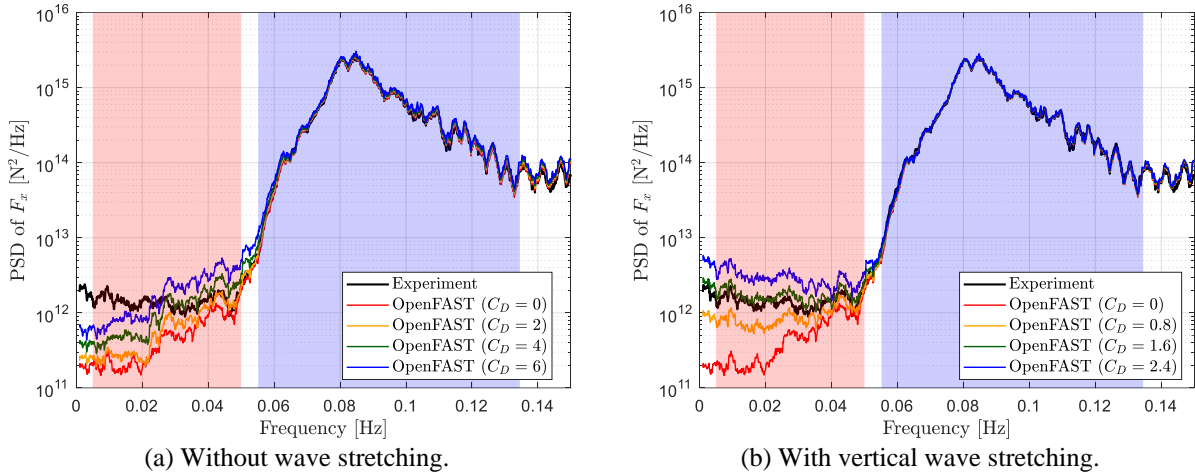 10^16
10^15
10^14
10^13
10^12
10^11
PSD of F_x [N^2/Hz]
0 0.02 0.04 0.06 0.08 0.1 0.12 0.14
Frequency [Hz]
Experiment
OpenFAST (C_D = 0)
OpenFAST (C_D = 2)
OpenFAST (C_D = 4)
OpenFAST (C_D = 6)
(a) Without wave stretching.
10^16
10^15
10^14
10^13
10^12
10^11
PSD of F_x [N^2/Hz]
0 0.02 0.04 0.06 0.08 0.1 0.12 0.14
Frequency [Hz]
Experiment
OpenFAST (C_D = 0)
OpenFAST (C_D = 0.8)
OpenFAST (C_D = 1.6)
OpenFAST (C_D = 2.4)
(b) With vertical wave stretching.